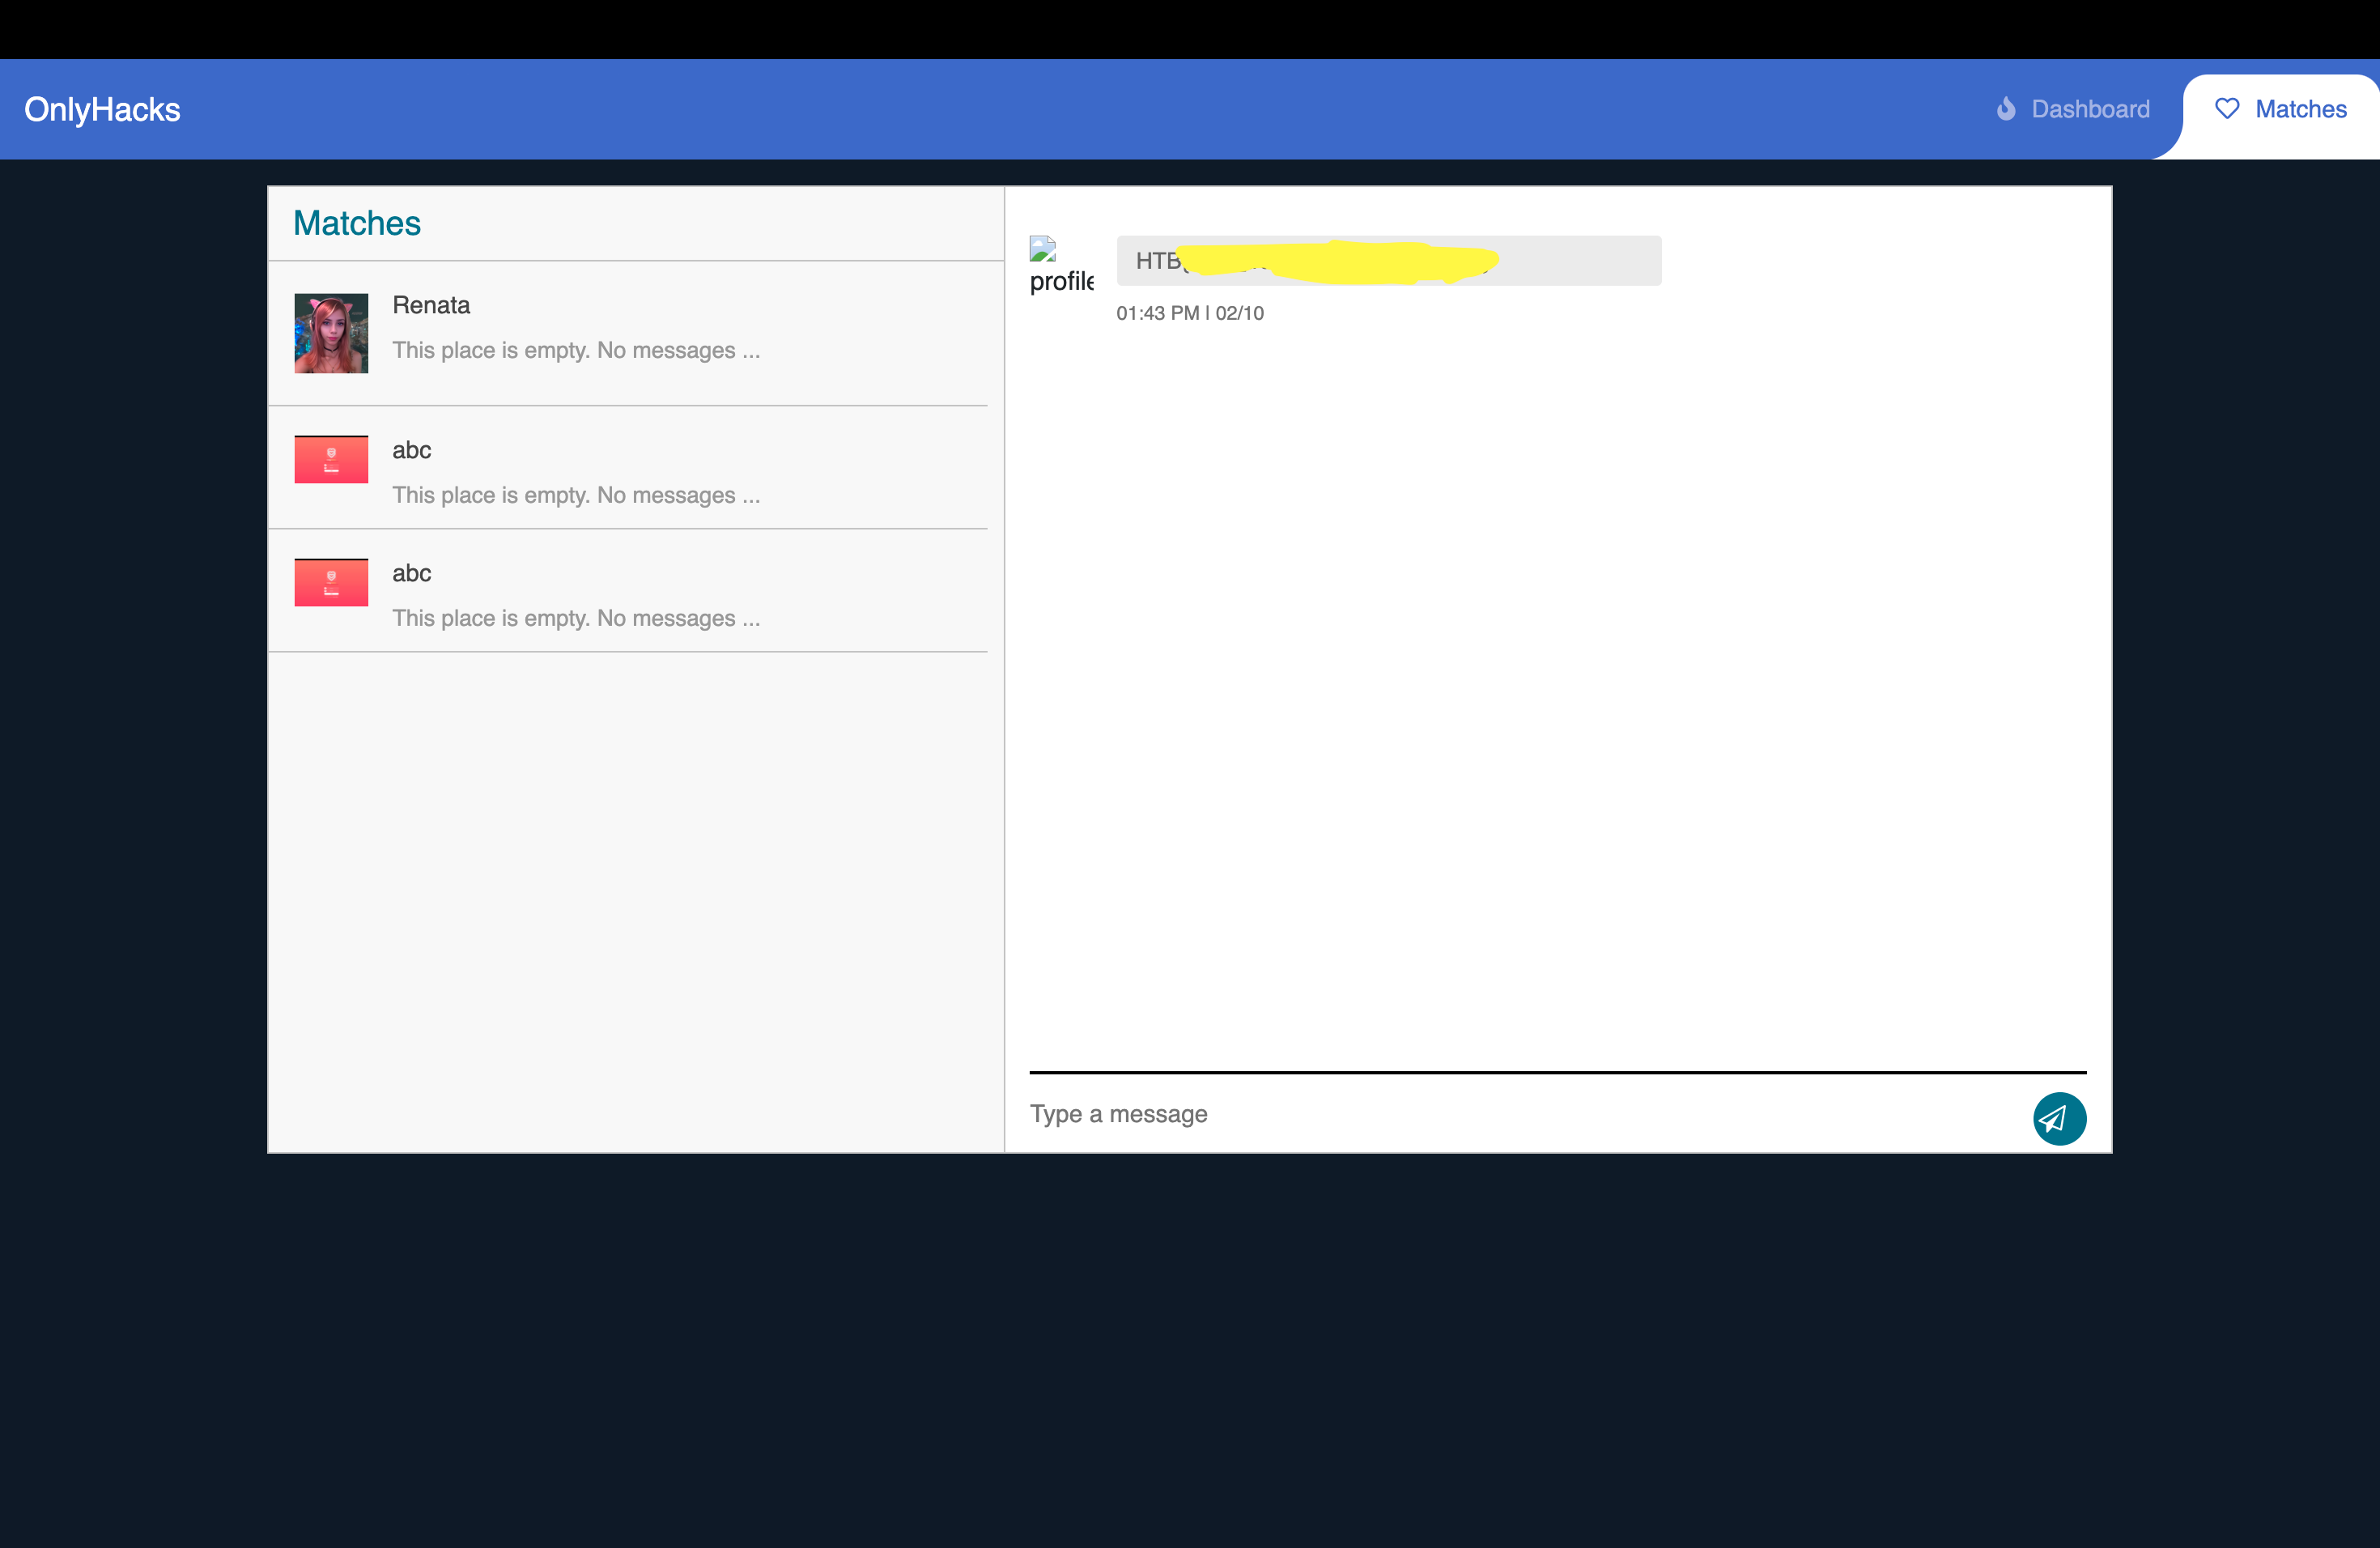 OnlyHacks
Dashboard
Matches
Matches
Renata
This place is empty. No messages ...
abc
This place is empty. No messages ...
abc
This place is empty. No messages ...
HTB
profile
01:43 PM | 02/10
Type a message